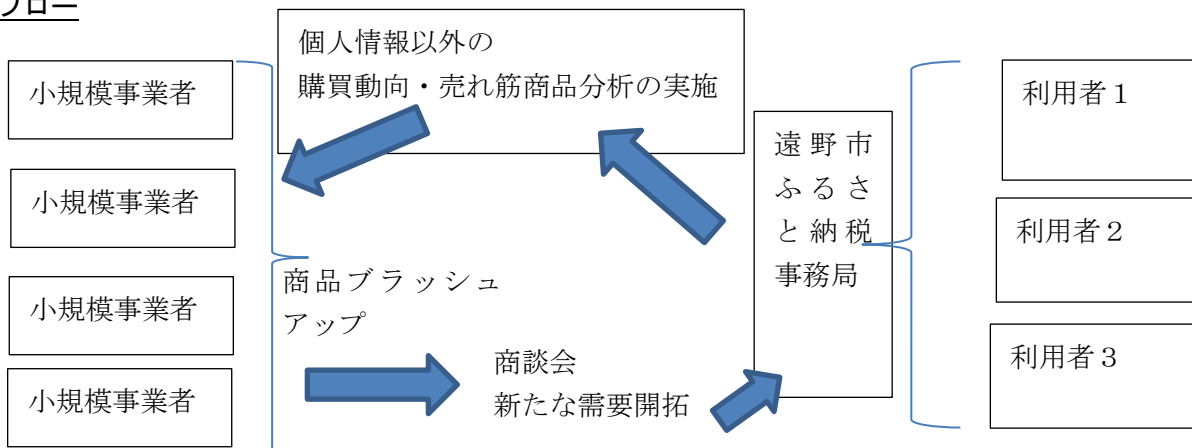 フロー
個人情報以外の
購買動向・売れ筋商品分析の実施
小規模事業者
小規模事業者
小規模事業者
小規模事業者
商品ブラッシュ
アップ
商談会
新たな需要開拓
遠野市
ふるさ
と納税
事務局
利用者１
利用者２
利用者３